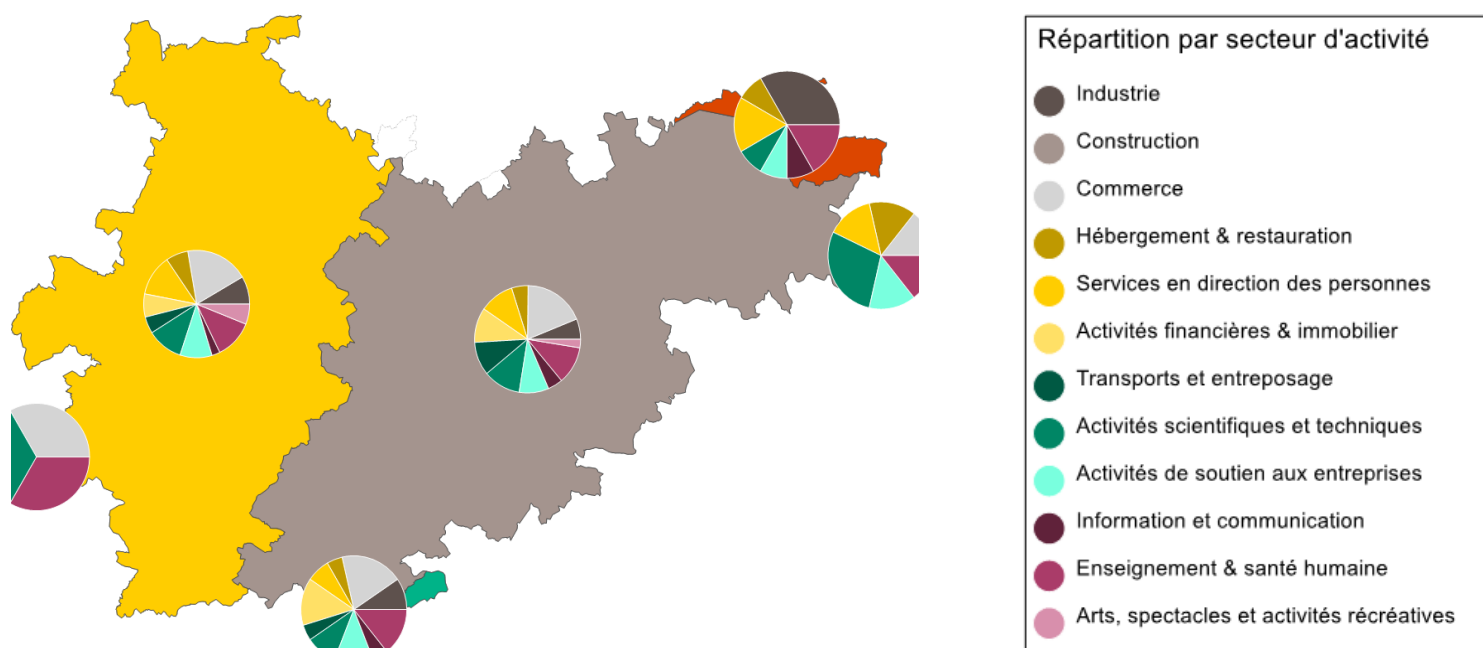 Répartition par secteur d'activité
Industrie
Construction
Commerce
Hébergement & restauration
Services en direction des personnes
Activités financières & immobilier
Transports et entreposage
Activités scientifiques et techniques
Activités de soutien aux entreprises
Information et communication
Enseignement & santé humaine
Arts, spectacles et activités récréatives